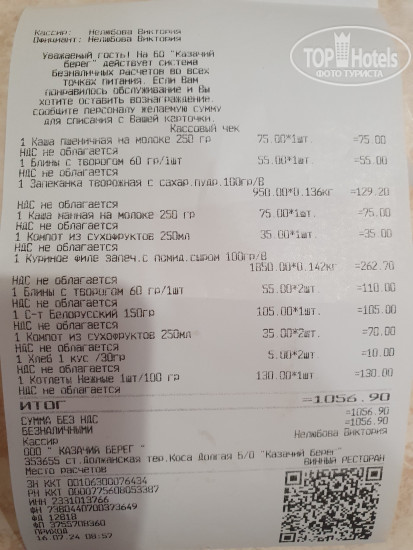 Кассир: Нелюбова Виктория
Официант: Нелюбова Виктория
Уважаемый гость! На БО "Казачий
берег" действует система
безналичных расчетов во всех
точках питания. Если Вам
понравилось обслуживание и Вы
хотите оставить вознаграждение,
сообщите персоналу желаемую сумму
для списания с Вашей карточки.
TOP Hotels
ФОТО ТУРИСТА
Кассовый чек
1 Каша пшеничная на молоке 250 гр 75.00*1шт. =75.00
НДС не облагается
1 Блины с творогом 60 гр/1шт 55.00*1шт. =55.00
НДС не облагается
1 Запеканка творожная с сахар.пудр.100гр/В
950.00*0.136кг =129.20
НДС не облагается
1 Каша манная на молоке 250 гр 75.00*1шт. =75.00
НДС не облагается
1 Компот из сухофруктов 250мл 35.00*1шт. =35.00
НДС не облагается
1 Куриное филе запеч.с помид.сыром 100гр/В
1850.00*0.142кг =262.70
НДС не облагается
1 Блины с творогом 60 гр/1шт 55.00*2шт. =110.00
НДС не облагается
1 С-т Белорусский 150гр 105.00*1шт. =105.00
НДС не облагается
1 Компот из сухофруктов 250мл 35.00*2шт. =70.00
НДС не облагается
1 Хлеб 1 кус /30гр 5.00*2шт. =10.00
НДС не облагается
1 Котлеты Нежные 1шт/100 гр 130.00*1шт. =130.00
НДС не облагается
ИТОГ =1056.90
СУММА БЕЗ НДС =1056.90
БЕЗНАЛИЧНЫМИ =1056.90
Кассир Нелюбова Виктория
ООО " КАЗАЧИЙ БЕРЕГ "
353655 ст.Должанская тер.Коса Долгая Б/О "Казачий Берег"
Место расчетов ВИННЫЙ РЕСТОРАН
ЗН ККТ 00106300076434
РН ККТ 0000775608053387
ИНН 2331013766
ФН 7380440700373649
ФД 12818
ФП 3755708360
ПРИХОД
16.07.24 08:57